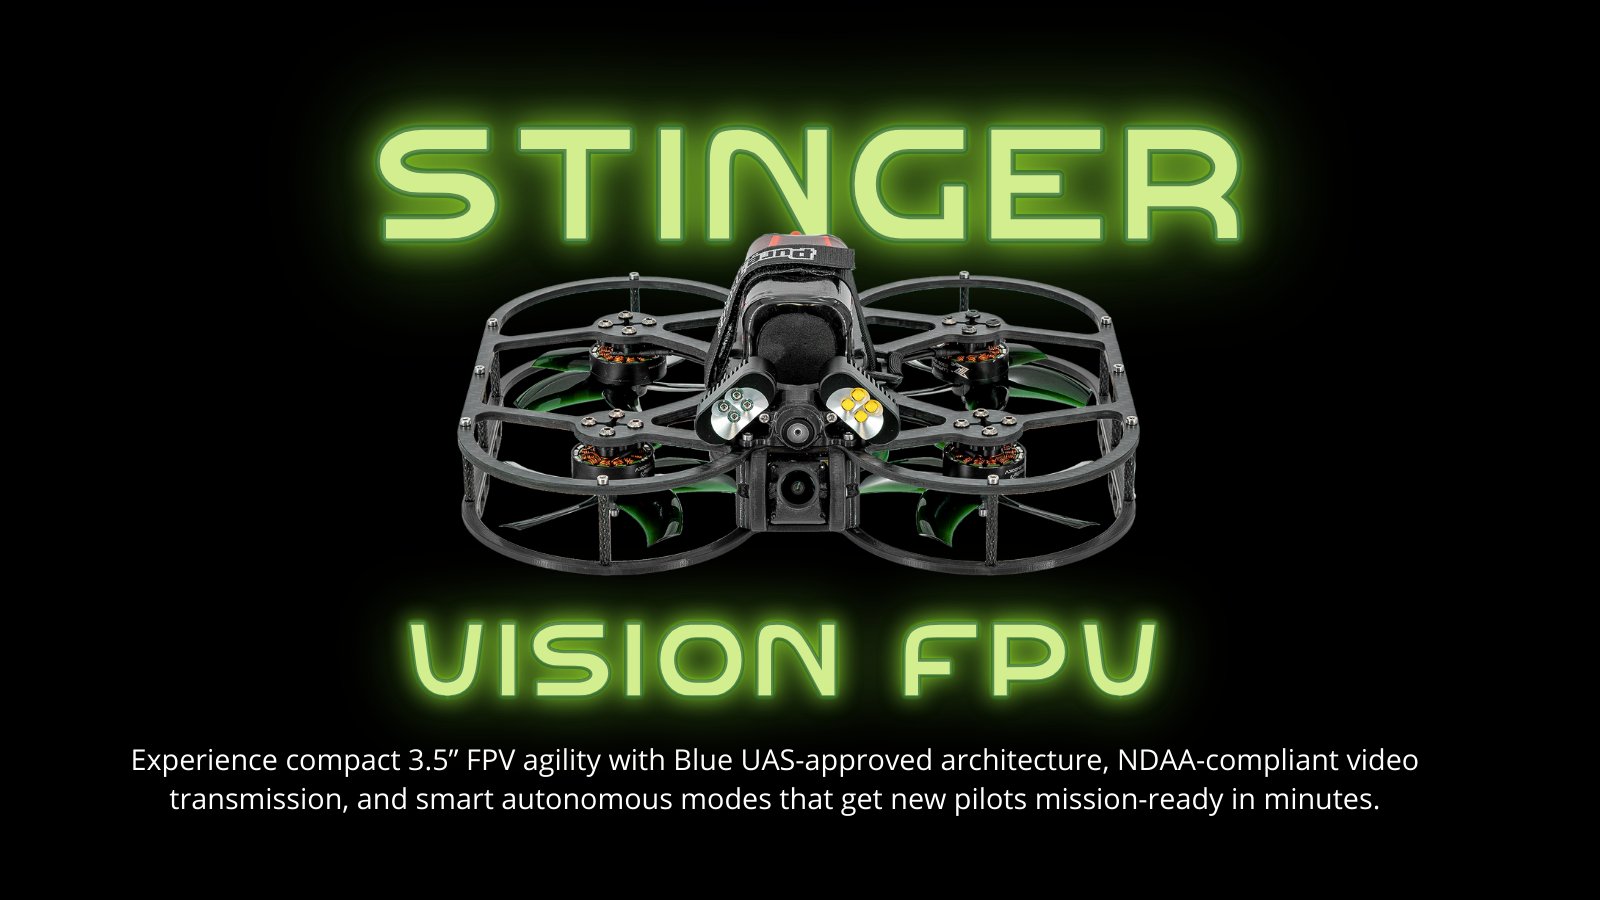 STINGER
VISION FPV
Experience compact 3.5” FPV agility with Blue UAS-approved architecture, NDAA-compliant video
transmission, and smart autonomous modes that get new pilots mission-ready in minutes.